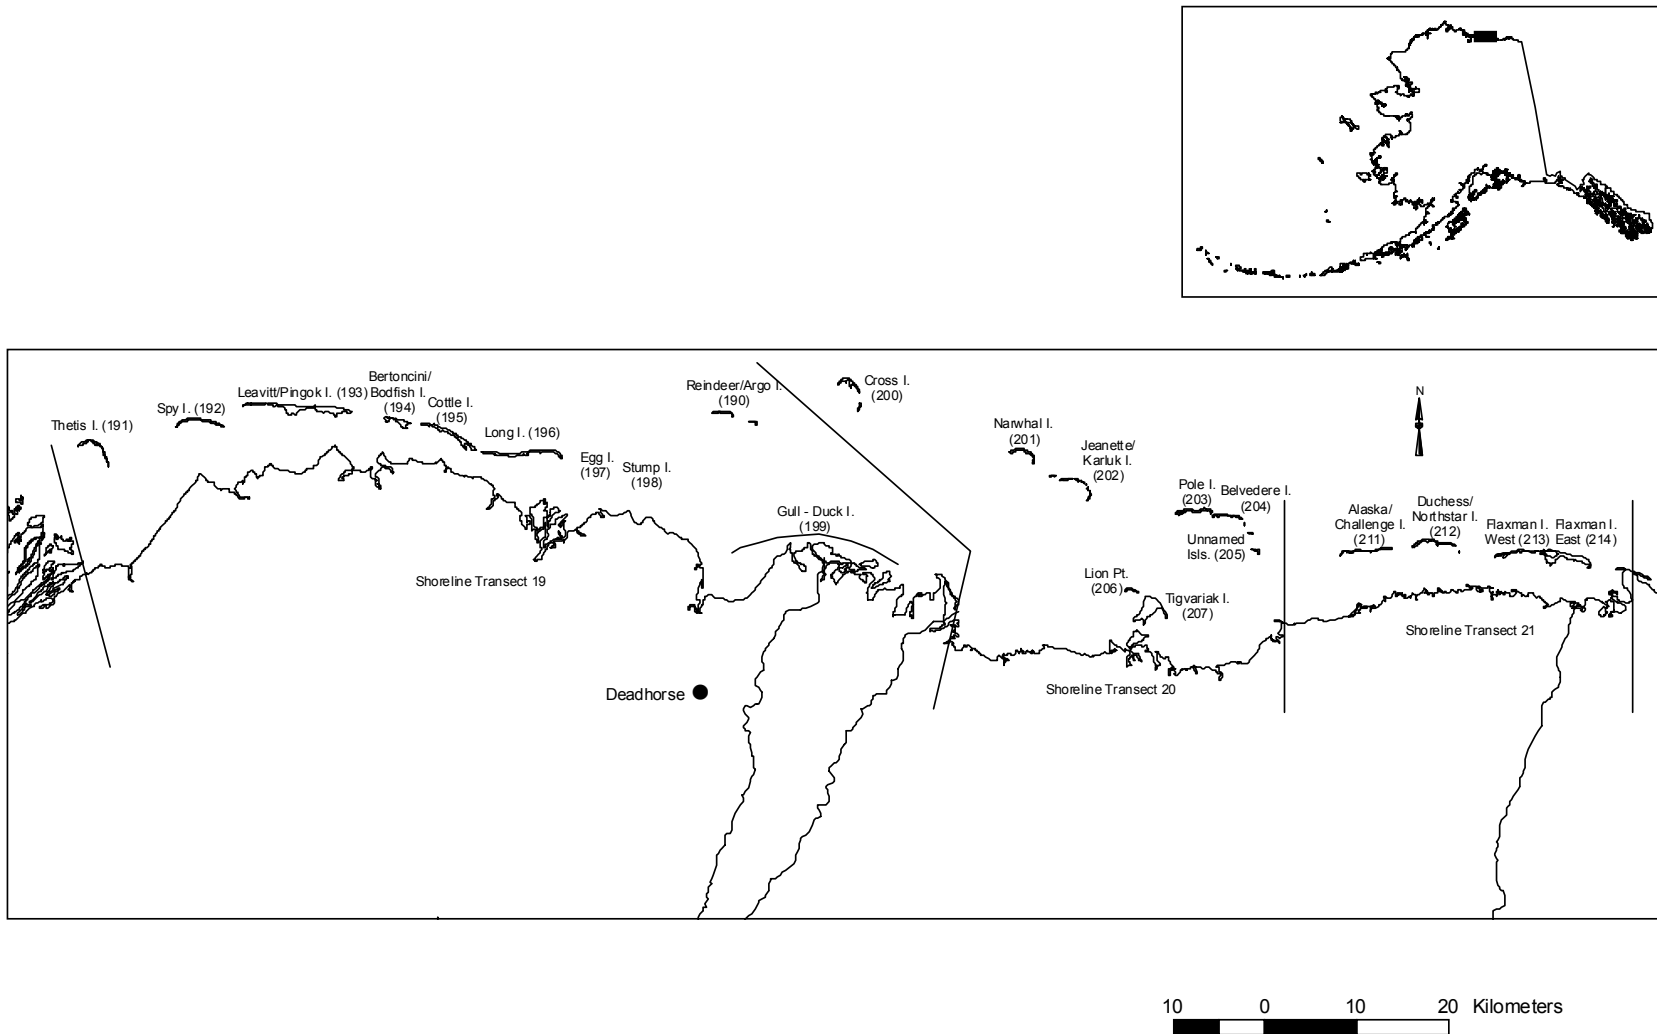 Thetis I. (191)
Spy I. (192)
Leavitt/Pingok I. (193)
Bertoncini/
Bodfish I.
(194)
Cottle I.
(195)
Long I. (196)
Egg I.
(197)
Stump I.
(198)
Reindeer/Argo I.
(190)
Cross I.
(200)
Gull - Duck I.
(199)
Narwhal I.
(201)
Jeanette/
Karluk I.
(202)
Pole I.
(203)
Belvedere I.
(204)
Unnamed
Isls. (205)
Lion Pt.
(206)
Tigvariak I.
(207)
N
Alaska/
Challenge I.
(211)
Duchess/
Northstar I.
(212)
Flaxman I.
West (213)
Flaxman I.
East (214)
Shoreline Transect 19
Shoreline Transect 20
Shoreline Transect 21
Deadhorse
10 0 10 20 Kilometers